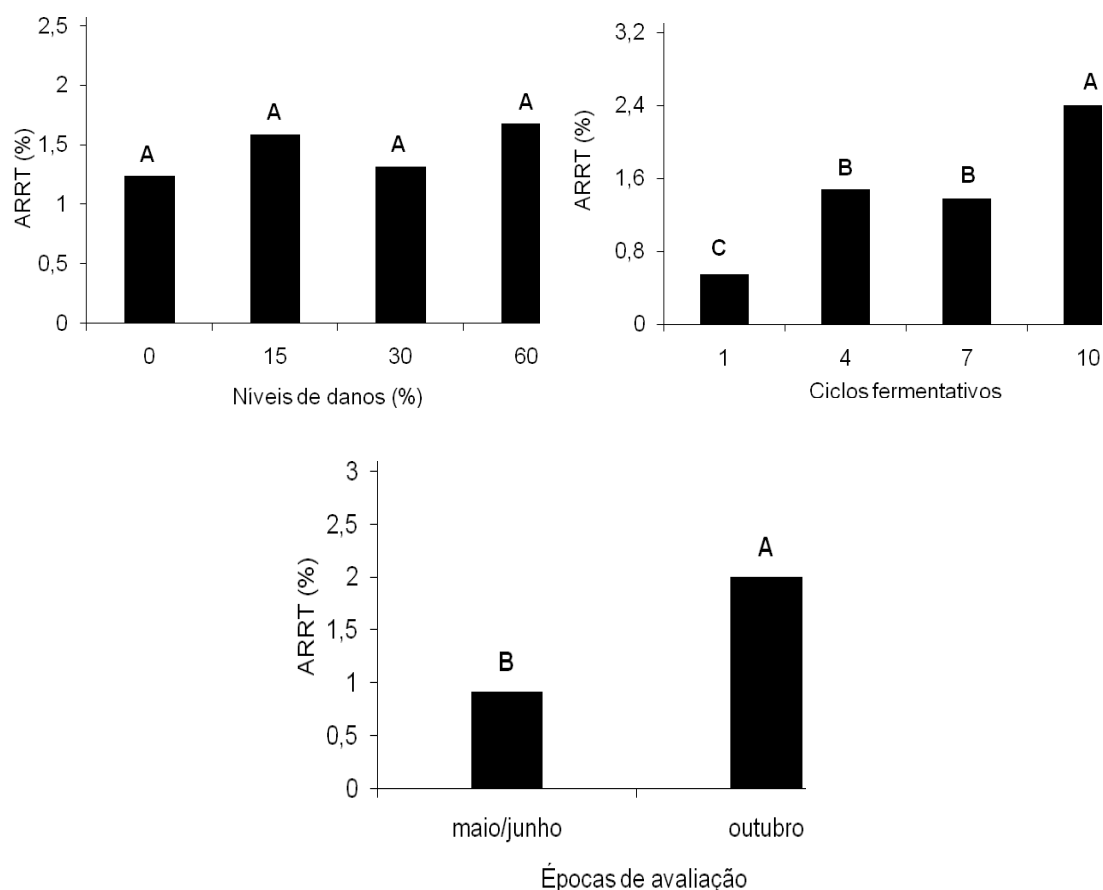 2,5
2
1,5
1
0,5
0
ARRT (%)
A
A
A
A
0 15 30 60
Níveis de danos (%)
3,2
2,4
1,6
0,8
0
ARRT (%)
C
B
B
A
1 4 7 10
Ciclos fermentativos
3
2,5
2
1,5
1
0,5
0
ARRT (%)
B
A
maio/junho outubro
Épocas de avaliação